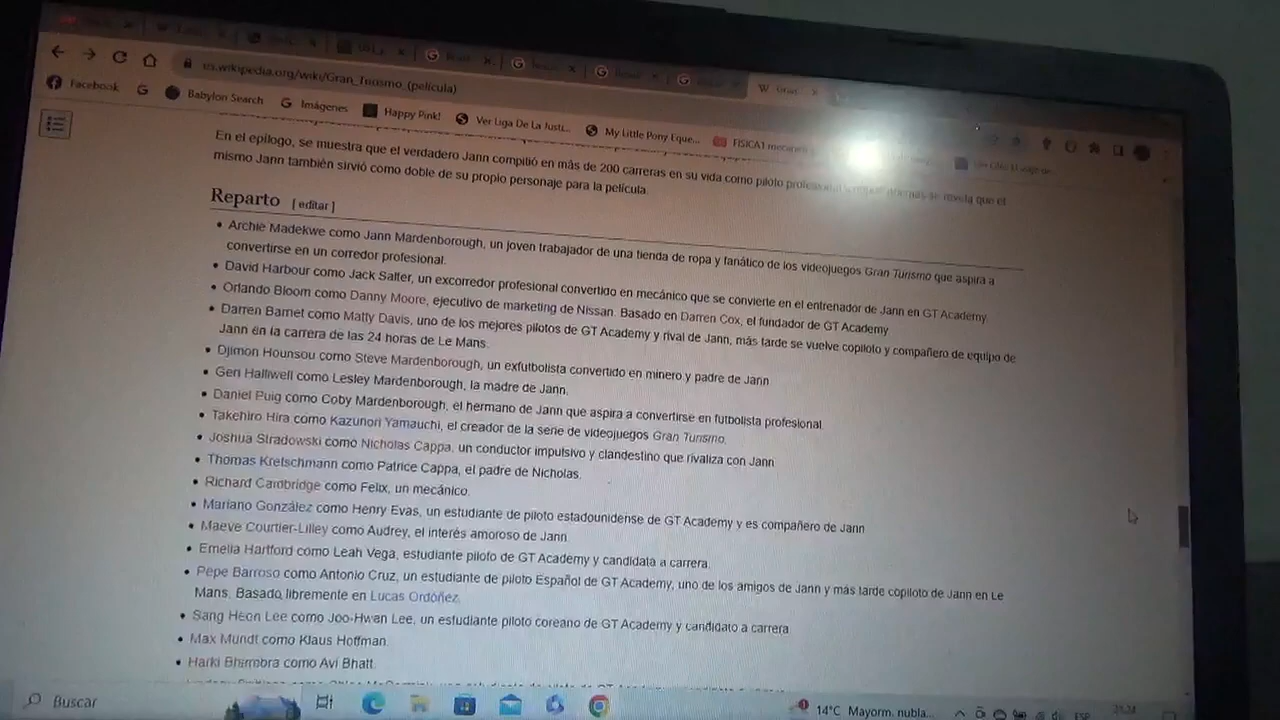 W Gran
es.wikipedia.org/wiki/Gran_Turismo_(película)
Facebook G Babylon Search Imágenes Happy Pink! Ver Liga De La Justi... My Little Pony Eque... FISICA1
En el epílogo, se muestra que el verdadero Jann compitió en más de 200 carreras en su vida como piloto profesional se revela que el
mismo Jann también sirvió como doble de su propio personaje para la película.
Reparto [ editar ]
• Archie Madekwe como Jann Mardenborough, un joven trabajador de una tienda de ropa y fanático de los videojuegos Gran Turismo que aspira a
convertirse en un corredor profesional.
• David Harbour como Jack Salter, un excorredor profesional convertido en mecánico que se convierte en el entrenador de Jann en GT Academy.
• Orlando Bloom como Danny Moore, ejecutivo de marketing de Nissan. Basado en Darren Cox, el fundador de GT Academy
• Darren Barnet como Matty Davis, uno de los mejores pilotos de GT Academy y rival de Jann, más tarde se vuelve copiloto y compañero de equipo de
Jann en la carrera de las 24 horas de Le Mans.
• Djimon Hounsou como Steve Mardenborough, un exfutbolista convertido en minero y padre de Jann
• Geri Halliwell como Lesley Mardenborough, la madre de Jann.
• Daniel Puig como Coby Mardenborough, el hermano de Jann que aspira a convertirse en futbolista profesional.
• Takehiro Hira como Kazunori Yamauchi, el creador de la serie de videojuegos Gran Turismo.
• Joshua Stradowski como Nicholas Cappa, un conductor impulsivo y clandestino que rivaliza con Jann
• Thomas Kretschmann como Patrice Cappa, el padre de Nicholas.
• Richard Cambridge como Felix, un mecánico.
• Mariano González como Henry Evas, un estudiante de piloto estadounidense de GT Academy y es compañero de Jann
• Maeve Courtier-Lilley como Audrey, el interés amoroso de Jann.
• Emelia Hartford como Leah Vega, estudiante piloto de GT Academy y candidata a carrera.
• Pepe Barroso como Antonio Cruz, un estudiante de piloto Español de GT Academy, uno de los amigos de Jann y más tarde copiloto de Jann en Le
Mans. Basado libremente en Lucas Ordóñez.
• Sang Heon Lee como Joo-Hwan Lee, un estudiante piloto coreano de GT Academy y candidato a carrera
• Max Mundt como Klaus Hoffman.
• Harki Bhambra como Avi Bhatt.
Buscar
14°C Mayorm. nubla... ESP